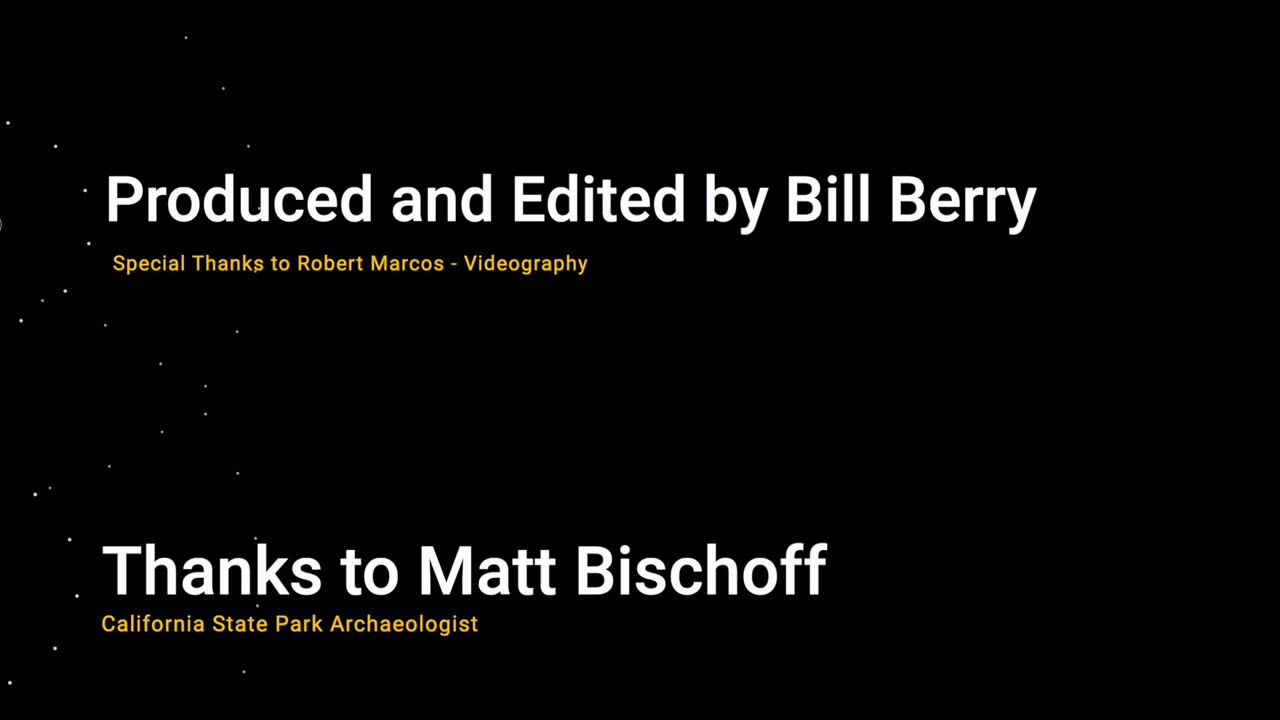 Produced and Edited by Bill Berry
Special Thanks to Robert Marcos - Videography
Thanks to Matt Bischoff
California State Park Archaeologist